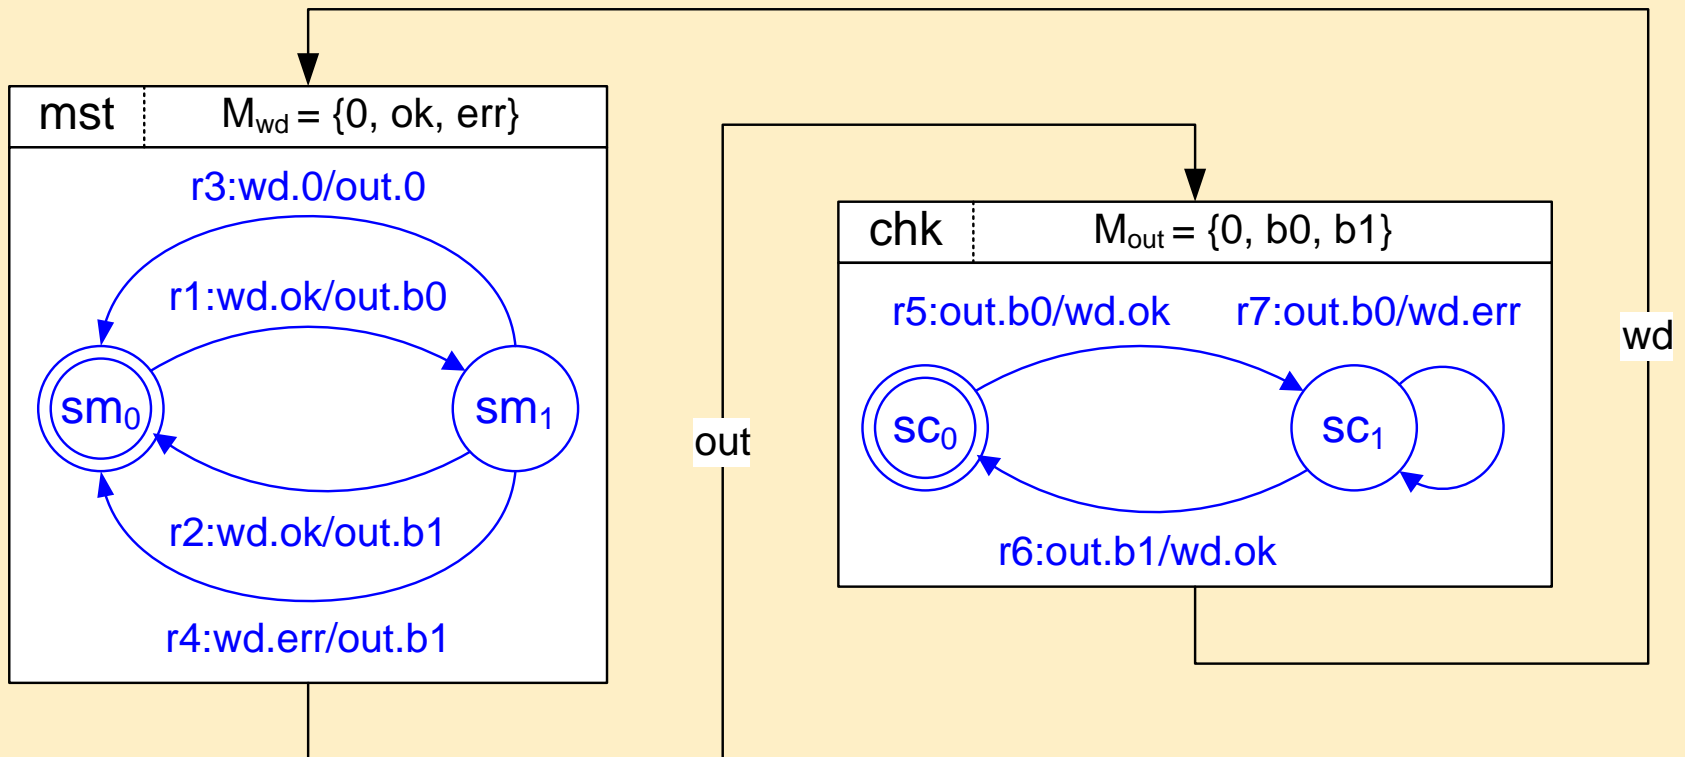 mst
M_wd = {0, ok, err}
r3:wd.0/out.0
r1:wd.ok/out.b0
sm₀
sm₁
r2:wd.ok/out.b1
r4:wd.err/out.b1
out
chk
M_out = {0, b0, b1}
r5:out.b0/wd.ok
r7:out.b0/wd.err
sc₀
sc₁
r6:out.b1/wd.ok
wd